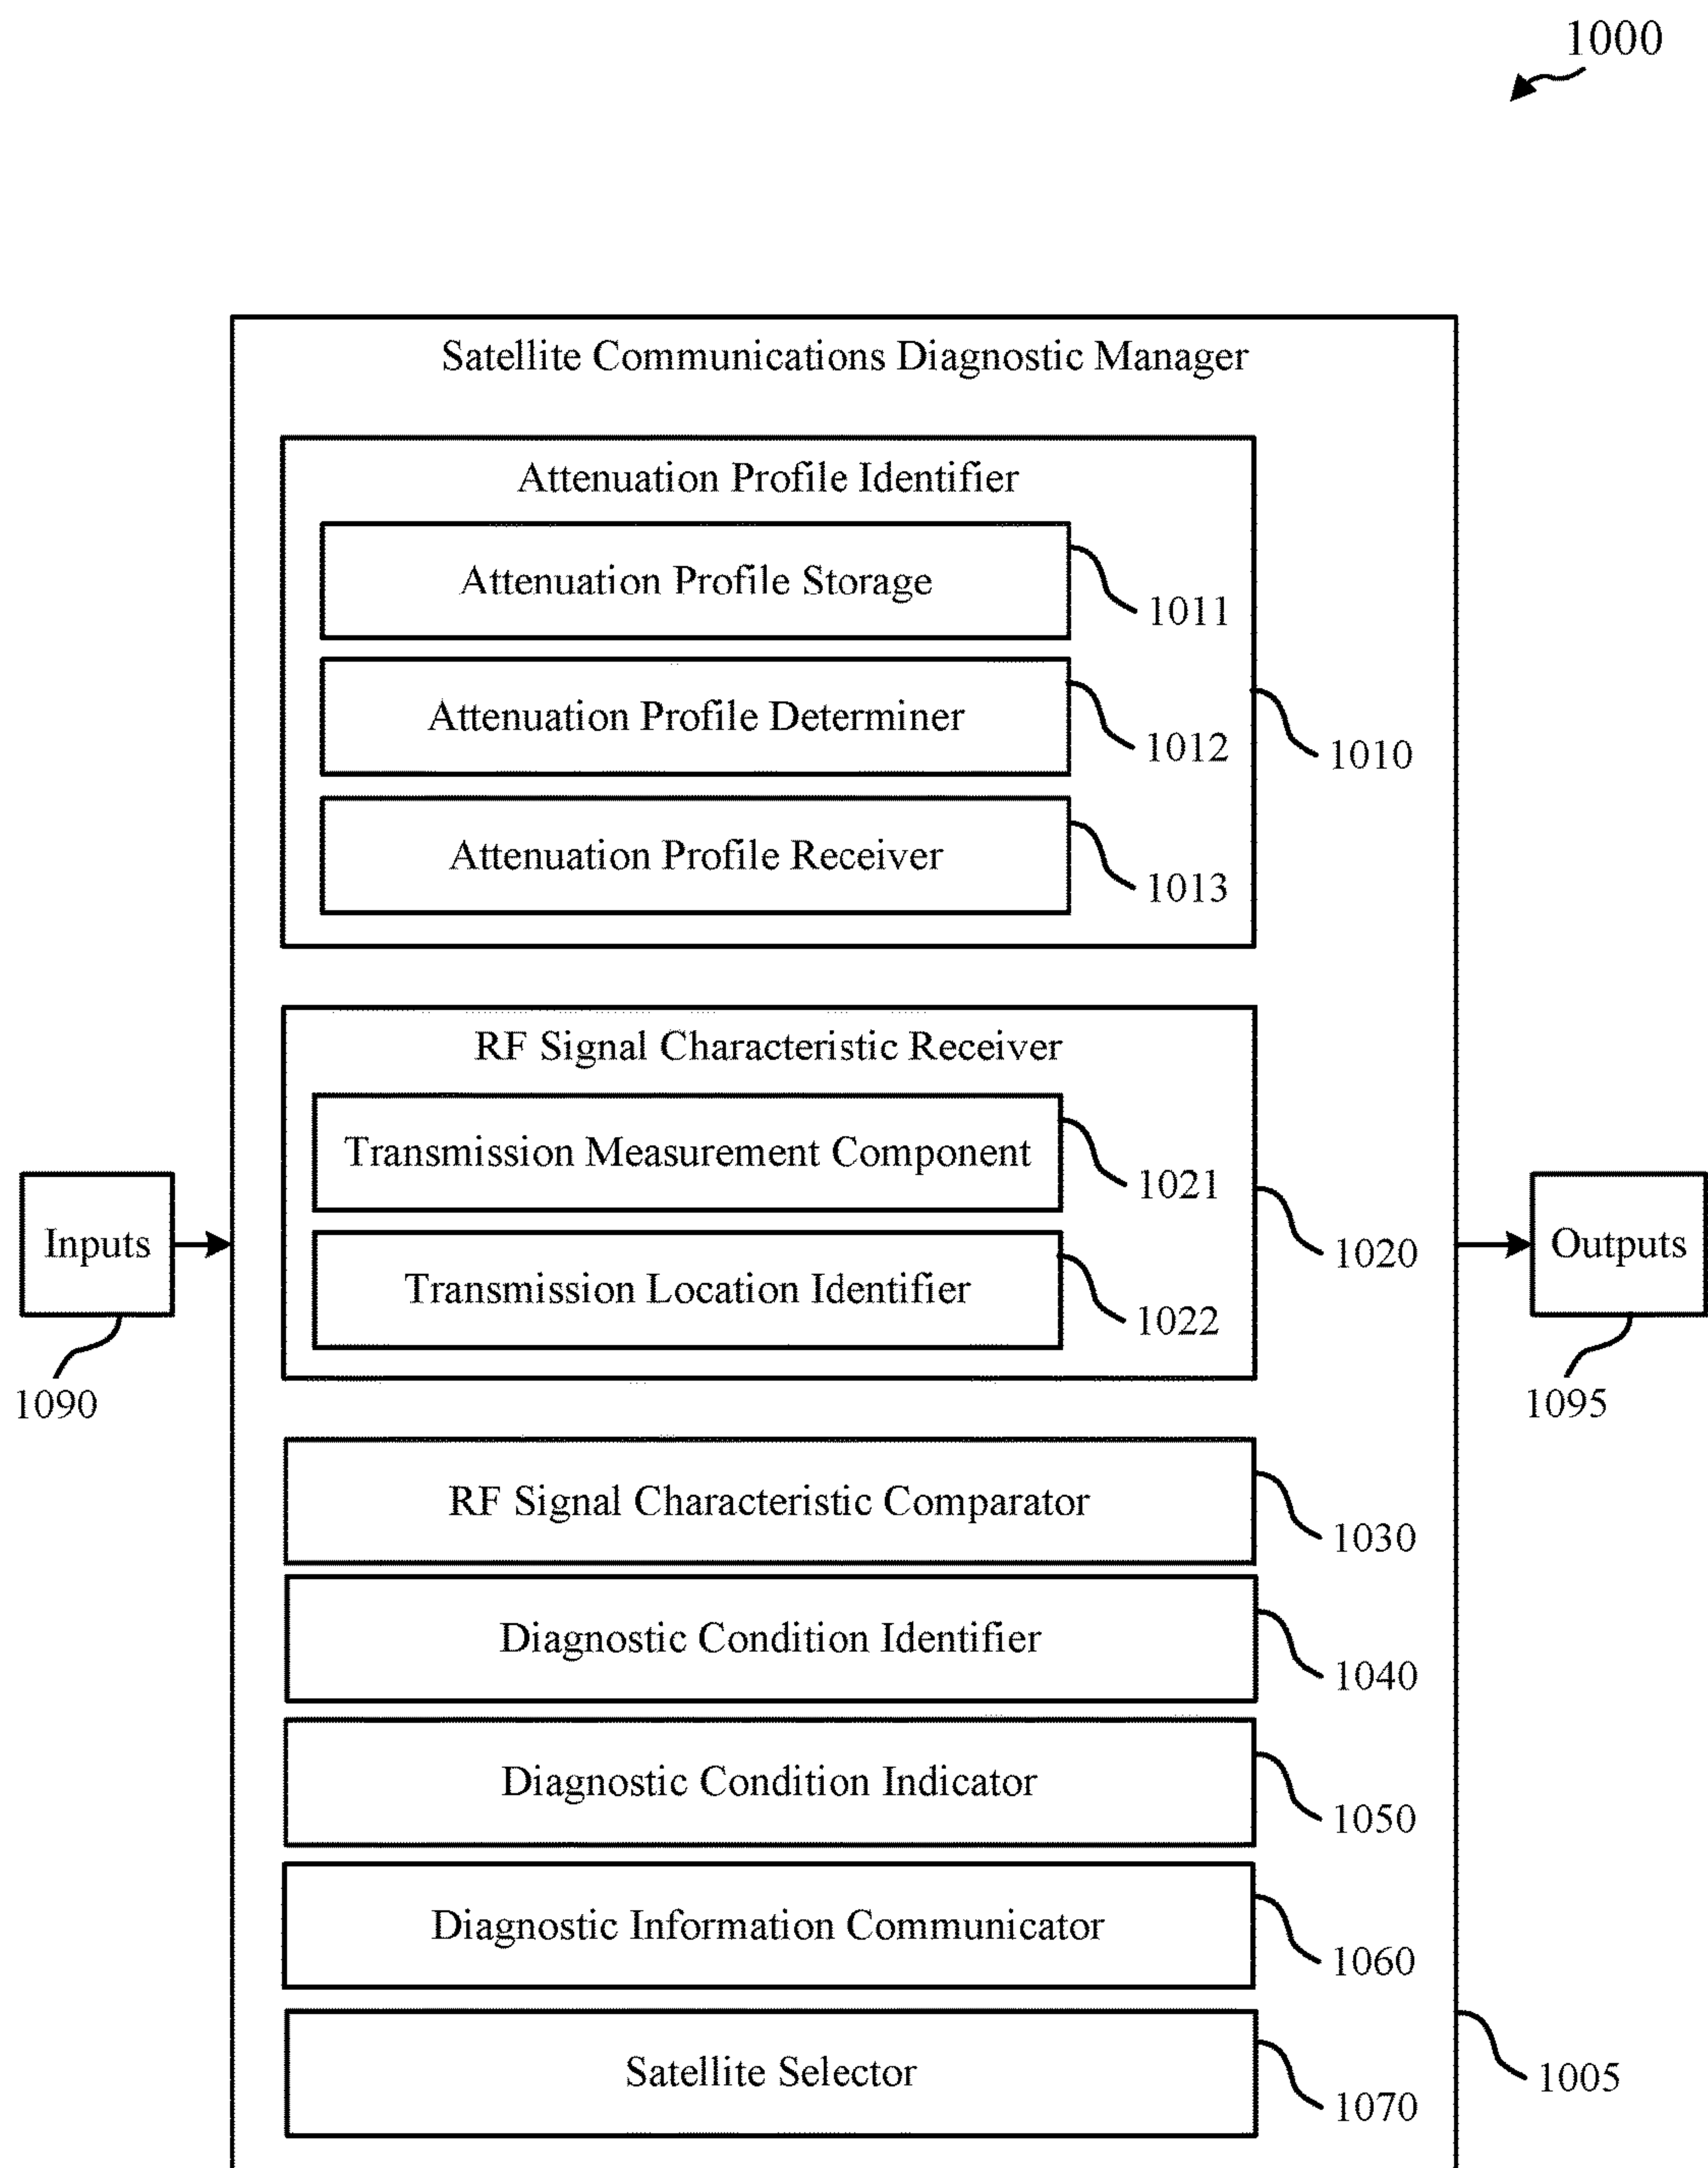 1000
Satellite Communications Diagnostic Manager
Attenuation Profile Identifier
Attenuation Profile Storage
1011
Attenuation Profile Determiner
1012
1010
Attenuation Profile Receiver
1013
RF Signal Characteristic Receiver
Transmission Measurement Component
1021
Inputs
1020
Outputs
Transmission Location Identifier
1022
1090
1095
RF Signal Characteristic Comparator
1030
Diagnostic Condition Identifier
1040
Diagnostic Condition Indicator
1050
Diagnostic Information Communicator
1060
Satellite Selector
1005
1070